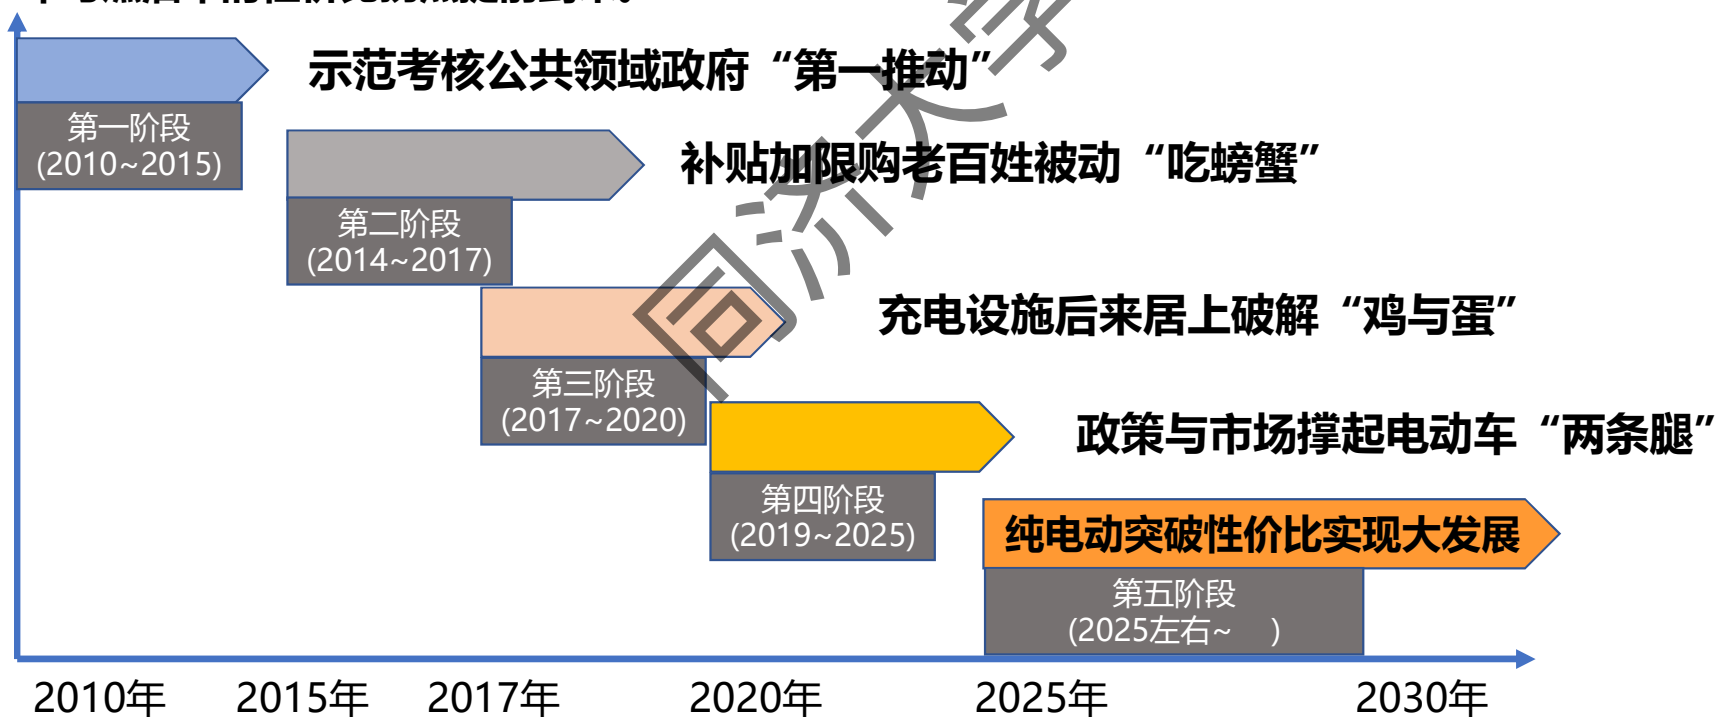 示范考核公共领域政府“第一推动”
第一阶段
(2010~2015)
补贴加限购老百姓被动“吃螃蟹”
第二阶段
(2014~2017)
充电设施后来居上破解“鸡与蛋”
第三阶段
(2017~2020)
政策与市场撑起电动车“两条腿”
第四阶段
(2019~2025)
纯电动突破性价比实现大发展
第五阶段
(2025左右~    )
2010年 2015年 2017年 2020年 2025年 2030年
同济大学